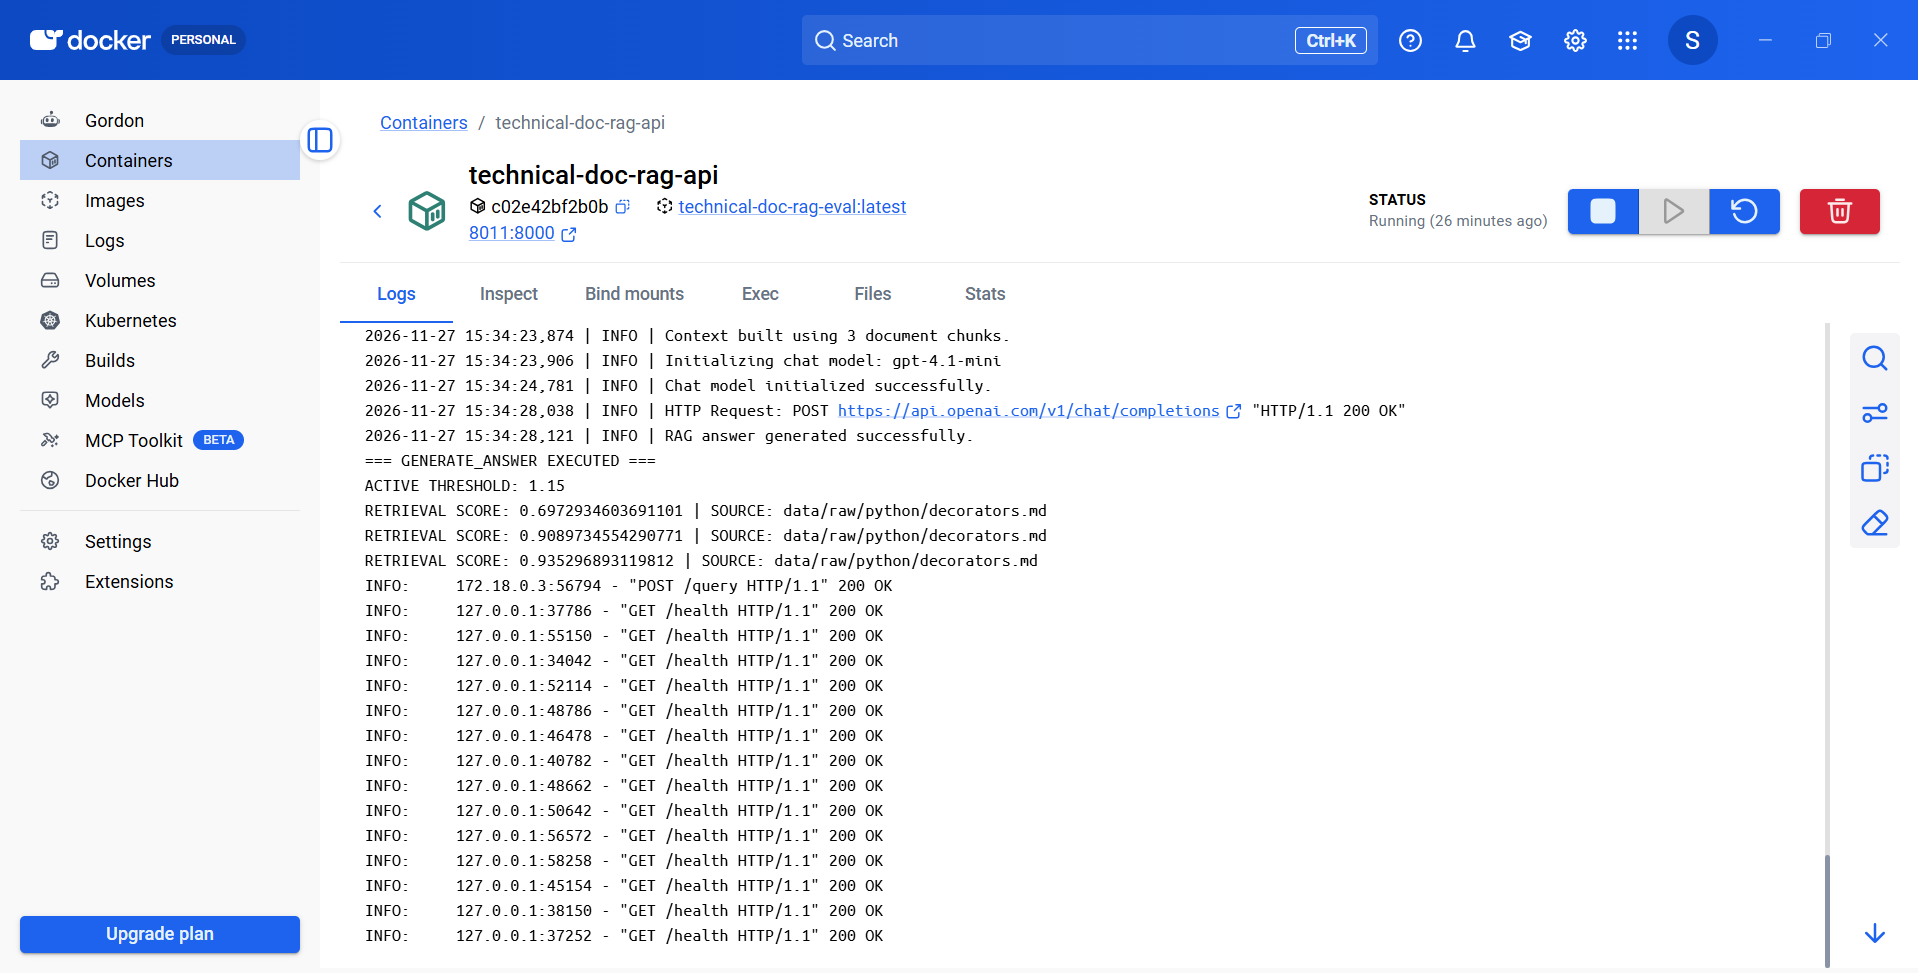 docker PERSONAL
Search Ctrl+K
S
Gordon
Containers
Images
Logs
Volumes
Kubernetes
Builds
Models
MCP Toolkit BETA
Docker Hub
Settings
Extensions
Upgrade plan
Containers / technical-doc-rag-api
technical-doc-rag-api
c02e42bf2b0b technical-doc-rag-eval:latest
8011:8000
STATUS
Running (26 minutes ago)
Logs Inspect Bind mounts Exec Files Stats
2026-11-27 15:34:23,874 | INFO | Context built using 3 document chunks.
2026-11-27 15:34:23,906 | INFO | Initializing chat model: gpt-4.1-mini
2026-11-27 15:34:24,781 | INFO | Chat model initialized successfully.
2026-11-27 15:34:28,038 | INFO | HTTP Request: POST https://api.openai.com/v1/chat/completions "HTTP/1.1 200 OK"
2026-11-27 15:34:28,121 | INFO | RAG answer generated successfully.
=== GENERATE_ANSWER EXECUTED ===
ACTIVE THRESHOLD: 1.15
RETRIEVAL SCORE: 0.6972934603691101 | SOURCE: data/raw/python/decorators.md
RETRIEVAL SCORE: 0.9089734554290771 | SOURCE: data/raw/python/decorators.md
RETRIEVAL SCORE: 0.935296893119812 | SOURCE: data/raw/python/decorators.md
INFO: 172.18.0.3:56794 - "POST /query HTTP/1.1" 200 OK
INFO: 127.0.0.1:37786 - "GET /health HTTP/1.1" 200 OK
INFO: 127.0.0.1:55150 - "GET /health HTTP/1.1" 200 OK
INFO: 127.0.0.1:34042 - "GET /health HTTP/1.1" 200 OK
INFO: 127.0.0.1:52114 - "GET /health HTTP/1.1" 200 OK
INFO: 127.0.0.1:48786 - "GET /health HTTP/1.1" 200 OK
INFO: 127.0.0.1:46478 - "GET /health HTTP/1.1" 200 OK
INFO: 127.0.0.1:40782 - "GET /health HTTP/1.1" 200 OK
INFO: 127.0.0.1:48662 - "GET /health HTTP/1.1" 200 OK
INFO: 127.0.0.1:50642 - "GET /health HTTP/1.1" 200 OK
INFO: 127.0.0.1:56572 - "GET /health HTTP/1.1" 200 OK
INFO: 127.0.0.1:58258 - "GET /health HTTP/1.1" 200 OK
INFO: 127.0.0.1:45154 - "GET /health HTTP/1.1" 200 OK
INFO: 127.0.0.1:38150 - "GET /health HTTP/1.1" 200 OK
INFO: 127.0.0.1:37252 - "GET /health HTTP/1.1" 200 OK